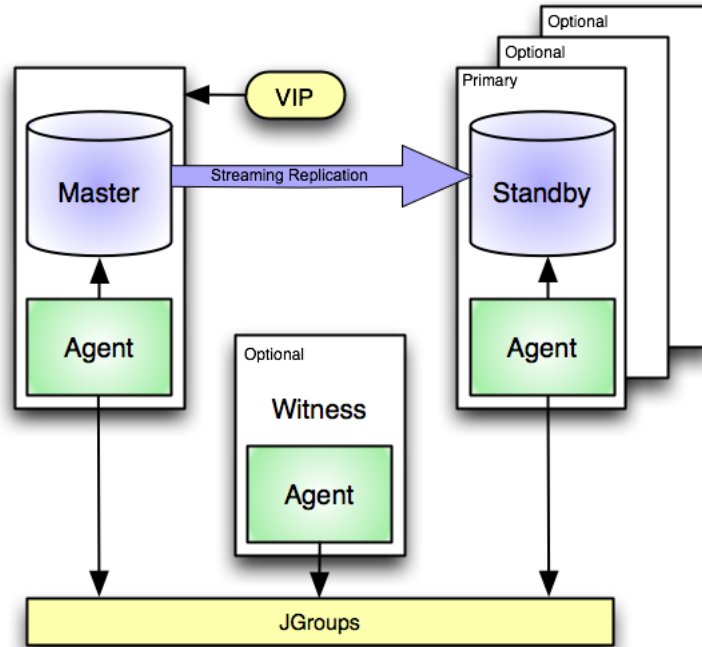 Optional
Optional
Primary
VIP
Master
Streaming Replication
Standby
Agent
Agent
Optional
Witness
Agent
JGroups